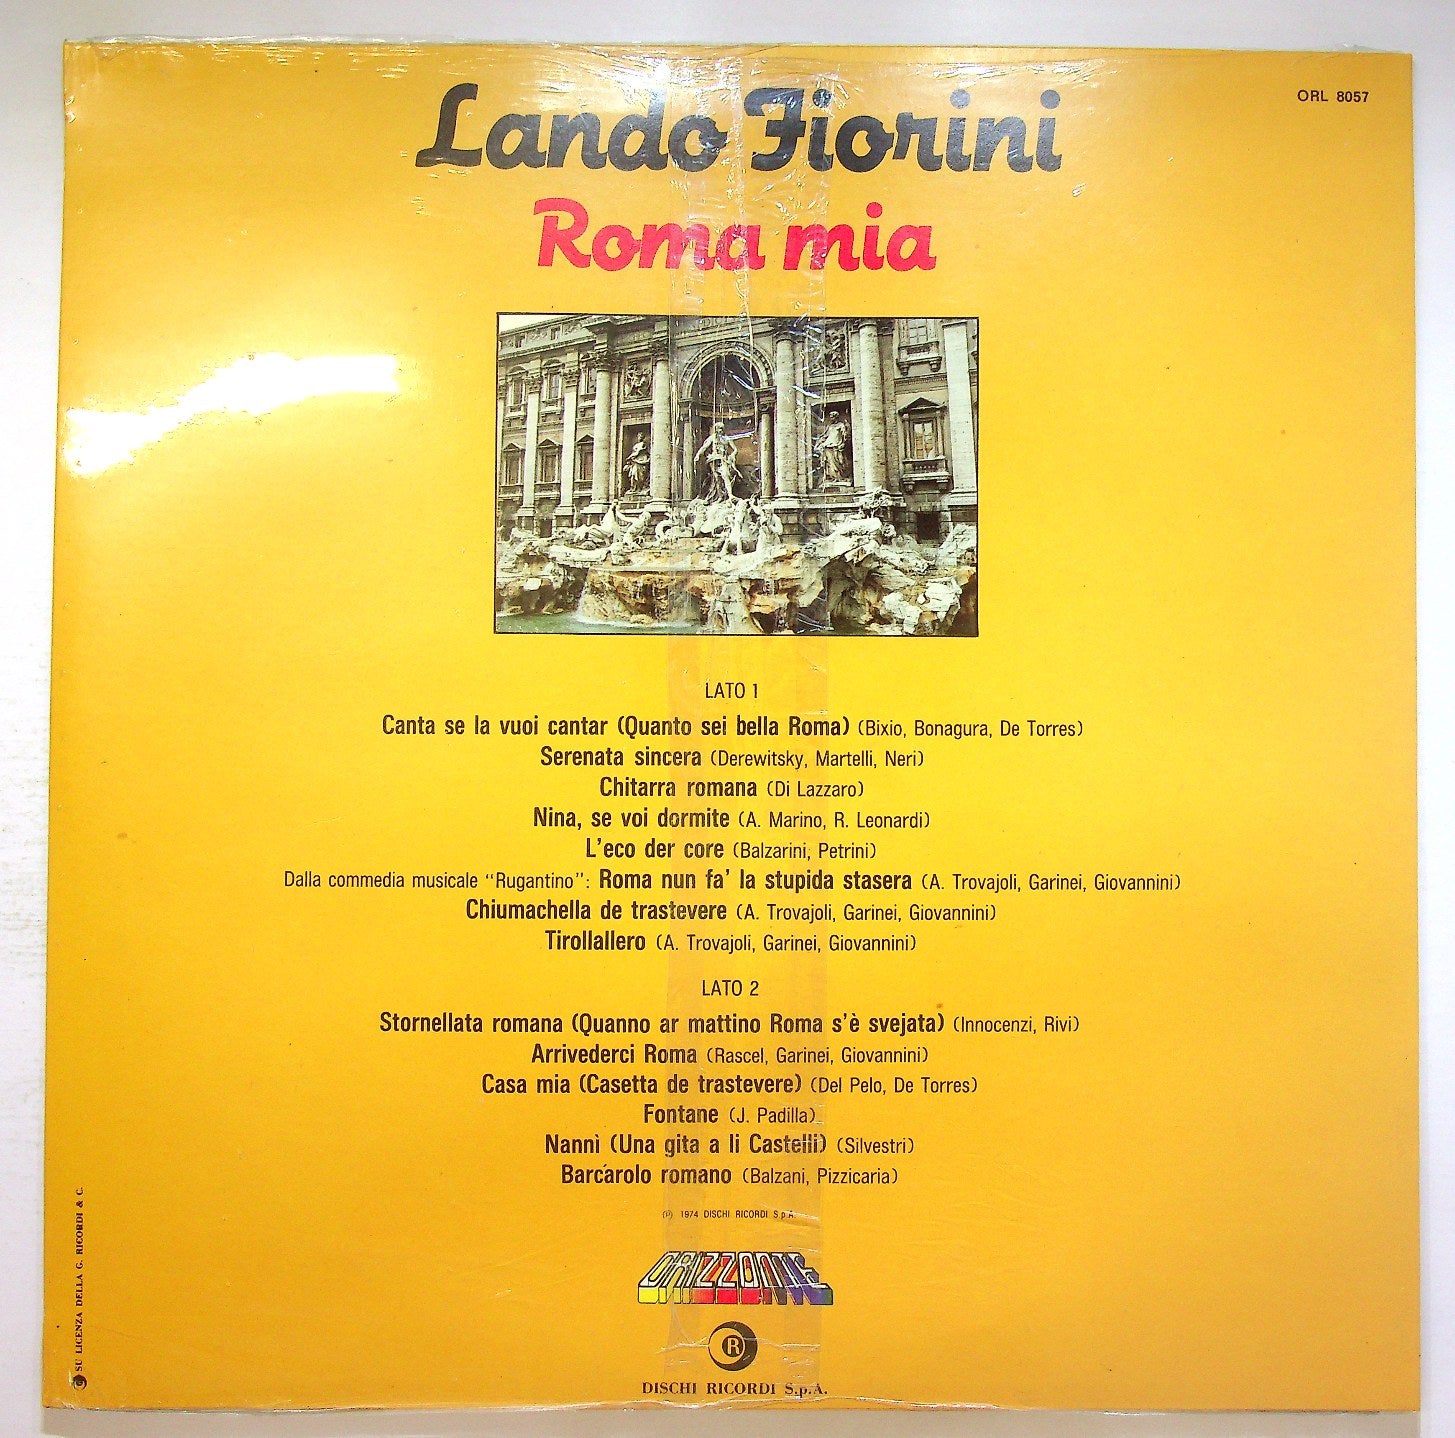 ORL 8057
Lando Fiorini
Roma mia
LATO 1
Canta se la vuoi cantar (Quanto sei bella Roma) (Bixio, Bonagura, De Torres)
Serenata sincera (Derewitsky, Martelli, Neri)
Chitarra romana (Di Lazzaro)
Nina, se voi dormite (A. Marino, R. Leonardi)
L'eco der core (Balzarini, Petrini)
Dalla commedia musicale "Rugantino": Roma nun fa' la stupida stasera (A. Trovajoli, Garinei, Giovannini)
Chiumachella de trastevere (A. Trovajoli, Garinei, Giovannini)
Tirollallero (A. Trovajoli, Garinei, Giovannini)
LATO 2
Stornellata romana (Quanno ar mattino Roma s'è svejata) (Innocenzi, Rivi)
Arrivederci Roma (Rascel, Garinei, Giovannini)
Casa mia (Casetta de trastevere) (Del Pelo, De Torres)
Fontane (J. Padilla)
Nannì (Una gita a li Castelli) (Silvestri)
Barcarolo romano (Balzani, Pizzicaria)
℗ 1974 DISCHI RICORDI S.p.A.
ORIZZONTE
R
DISCHI RICORDI S.p.A.
SU LICENZA DELLA G. RICORDI & C.